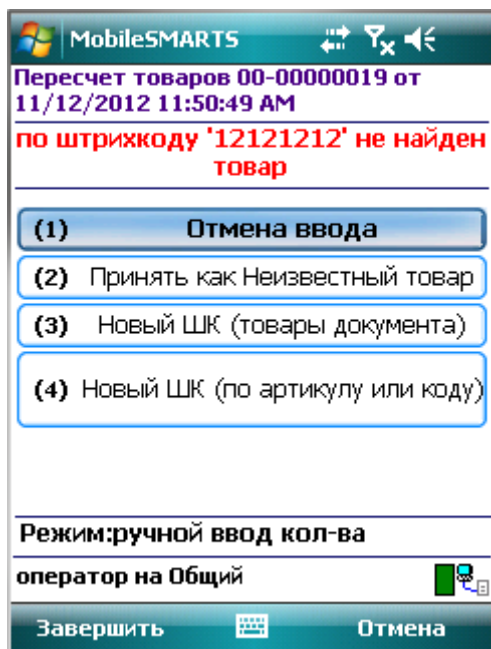 MobileSMARTS
Пересчет товаров 00-00000019 от
11/12/2012 11:50:49 AM
по штрихкоду '12121212' не найден
товар
(1) Отмена ввода
(2) Принять как Неизвестный товар
(3) Новый ШК (товары документа)
(4) Новый ШК (по артикулу или коду)
Режим:ручной ввод кол-ва
оператор на Общий
Завершить Отмена